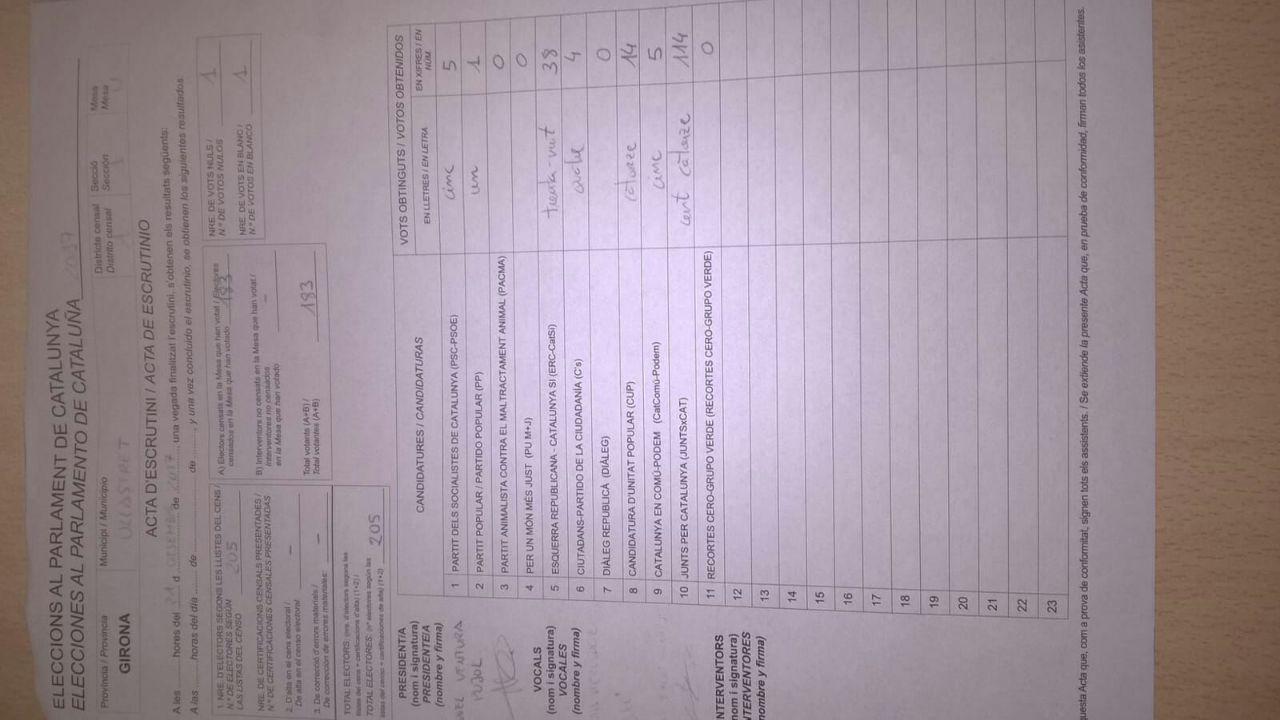 ELECCIONS AL PARLAMENT DE CATALUNYA
ELECCIONES AL PARLAMENTO DE CATALUÑA 2017
Província / Provincia
GIRONA
Municipi / Municipio
ULLASTRET
Districte censal
Distrito censal
Secció
Sección
Mesa
Mesa
U
ACTA D'ESCRUTINI / ACTA DE ESCRUTINIO
A les ........ hores del 21 d DESEMBRE de 2017 .... una vegada finalitzat l'escrutini, s'obtenen els resultats següents:
A las ........ horas del día ........ de ........ de ........ , y una vez concluido el escrutinio, se obtienen los siguientes resultados
1. NRE. D'ELECTORS SEGONS LES LLISTES DEL CENS /
N.º DE ELECTORES SEGÚN
LAS LISTAS DEL CENSO 205
NRE. DE CERTIFICACIONS CENSALS PRESENTADES /
N.º DE CERTIFICACIONES CENSALES PRESENTADAS
2. D'alta en el cens electoral /
De alta en el censo electoral –
3. De correcció d'errors materials /
De corrección de errores materiales: –
TOTAL ELECTORS: (nre. d'electors segons les
llistes del cens + certificacions d'alta) (1+2) /
TOTAL ELECTORES: (nº electores según las
listas del censo + certificaciones de alta) (1+2) 205
A) Electors censats en la Mesa que han votat / Electores
censados en la Mesa que han votado 183
B) Interventors no censats en la Mesa que han votat /
Interventores no censados
en la Mesa que han votado –
Total votants (A+B) /
Total votantes (A+B) 183
NRE. DE VOTS NULS /
N.º DE VOTOS NULOS 1
NRE. DE VOTS EN BLANC /
N.º DE VOTOS EN BLANCO 1
PRESIDENT/A
(nom i signatura)
PRESIDENTE/A
(nombre y firma)
VENTURA
PUJOL
VOCALS
(nom i signatura)
VOCALES
(nombre y firma)
INTERVENTORS
(nom i signatura)
INTERVENTORES
(nombre y firma)
CANDIDATURES / CANDIDATURAS
VOTS OBTINGUTS / VOTOS OBTENIDOS
EN LLETRES / EN LETRA
EN XIFRES / EN NÚM.
1 PARTIT DELS SOCIALISTES DE CATALUNYA (PSC-PSOE) cinc 5
2 PARTIT POPULAR / PARTIDO POPULAR (PP) un 1
3 PARTIT ANIMALISTA CONTRA EL MALTRACTAMENT ANIMAL (PACMA) 0
4 PER UN MÓN MÉS JUST (PU M+J) 0
5 ESQUERRA REPUBLICANA - CATALUNYA SÍ (ERC-CatSí) trenta-vuit 38
6 CIUTADANS-PARTIDO DE LA CIUDADANÍA (C's) 4
7 DIÀLEG REPUBLICÀ (DIÀLEG) 0
8 CANDIDATURA D'UNITAT POPULAR (CUP) catorze 14
9 CATALUNYA EN COMÚ-PODEM (CatComú-Podem) cinc 5
10 JUNTS PER CATALUNYA (JUNTSxCAT) cent catorze 114
11 RECORTES CERO-GRUPO VERDE (RECORTES CERO-GRUPO VERDE) 0
12
13
14
15
16
17
18
19
20
21
22
23
questa Acta que, com a prova de conformitat, signen tots els assistents. / Se extiende la presente Acta que, en prueba de conformidad, firman todos los asistentes.